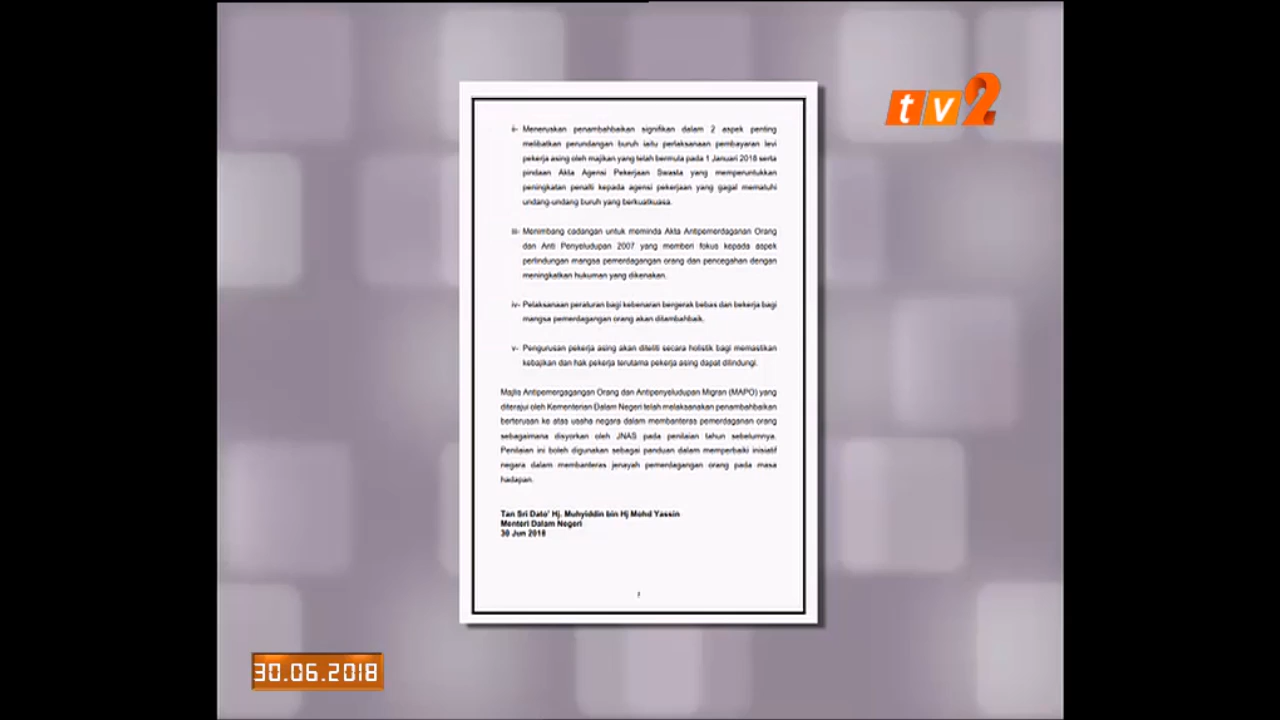 tv2
ii- Meneruskan penambahbaikan signifikan dalam 2 aspek penting
melibatkan perundangan buruh iaitu perlaksanaan pembayaran levi
pekerja asing oleh majikan yang telah bermula pada 1 Januari 2018 serta
pindaan Akta Agensi Pekerjaan Swasta yang memperuntukkan
peningkatan penalti kepada agensi pekerjaan yang gagal mematuhi
undang-undang buruh yang berkuatkuasa.
iii- Menimbang cadangan untuk meminda Akta Antipemerdaganan Orang
dan Anti Penyeludupan 2007 yang memberi fokus kepada aspek
perlindungan mangsa pemerdagangan orang dan pencegahan dengan
meningkatkan hukuman yang dikenakan.
iv- Pelaksanaan peraturan bagi kebenaran bergerak bebas dan bekerja bagi
mangsa pemerdagangan orang akan ditambahbaik.
v- Pengurusan pekerja asing akan diteliti secara holistik bagi memastikan
kebajikan dan hak pekerja terutama pekerja asing dapat dilindungi.
Majlis Antipemergagangan Orang dan Antipenyeludupan Migran (MAPO) yang
diterajui oleh Kementerian Dalam Negeri telah melaksanakan penambahbaikan
berterusan ke atas usaha negara dalam membanteras pemerdaganan orang
sebagaimana disyorkan oleh JNAS pada penilaian tahun sebelumnya.
Penilaian ini boleh digunakan sebagai panduan dalam memperbaiki inisiatif
negara dalam membanteras jenayah pemerdagangan orang pada masa
hadapan.
Tan Sri Dato' Hj. Muhyiddin bin Hj Mohd Yassin
Menteri Dalam Negeri
30 Jun 2018
30.06.2018